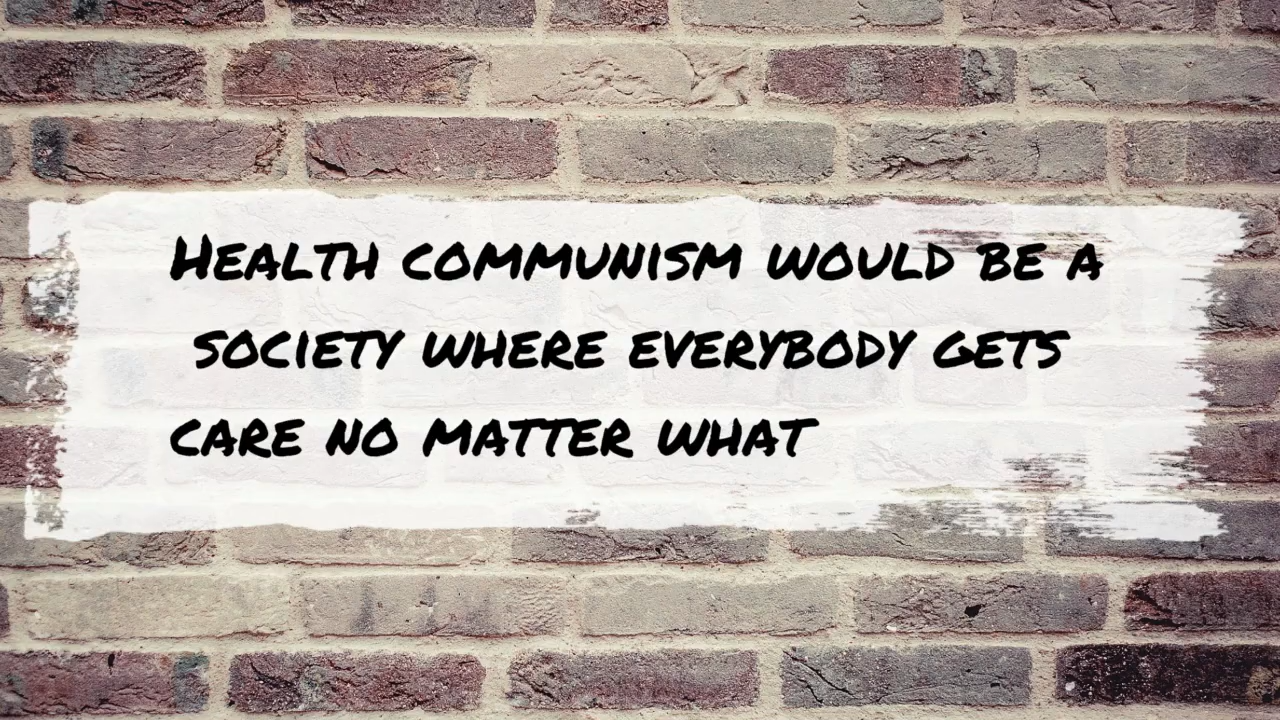 Health communism would be a
society where everybody gets
care no matter what